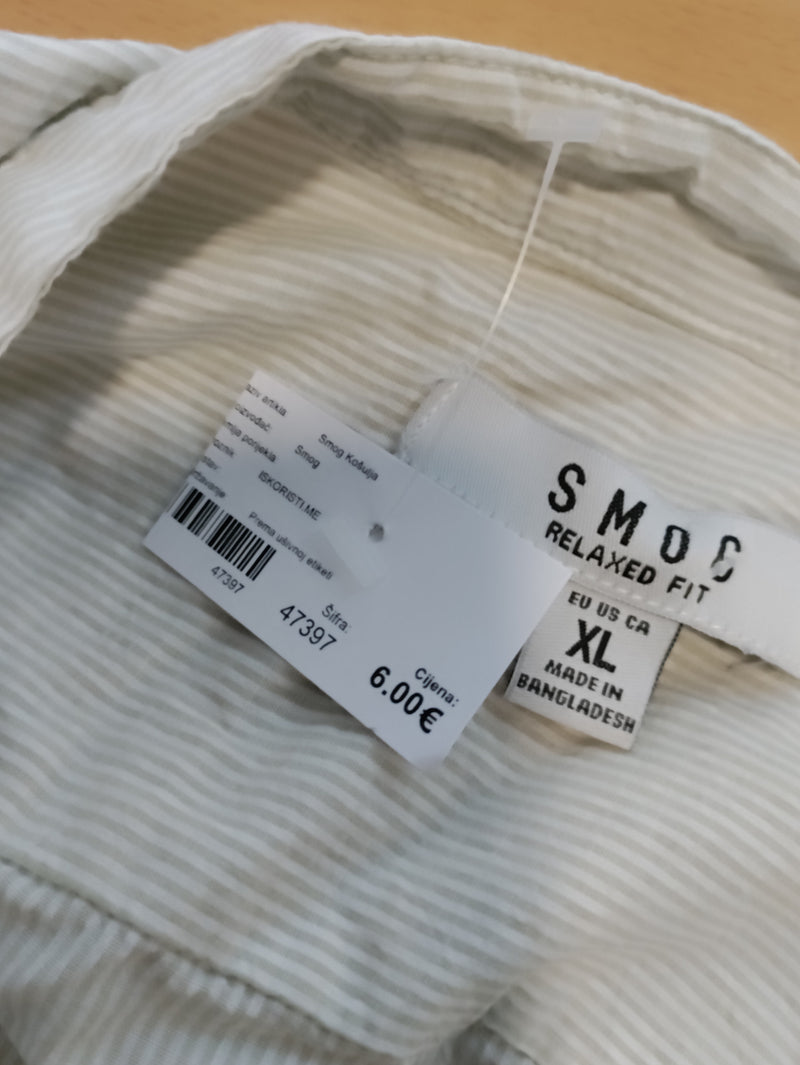 Smog Košulja
Smog
ISKORISTI.ME
Prema ušivnoj etiketi
47397
Šifra:
47397
Cijena:
6.00€
SMOG
RELAXED FIT
EU US CA
XL
MADE IN
BANGLADESH